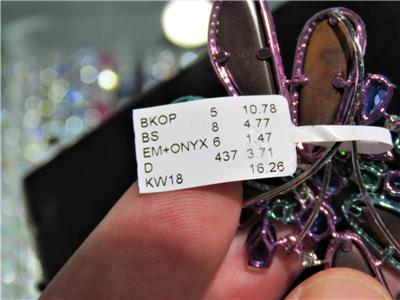 BKOP 5 10.78
BS 8 4.77
EM+ONYX 6 1.47
D 437 3.71
KW18 16.26